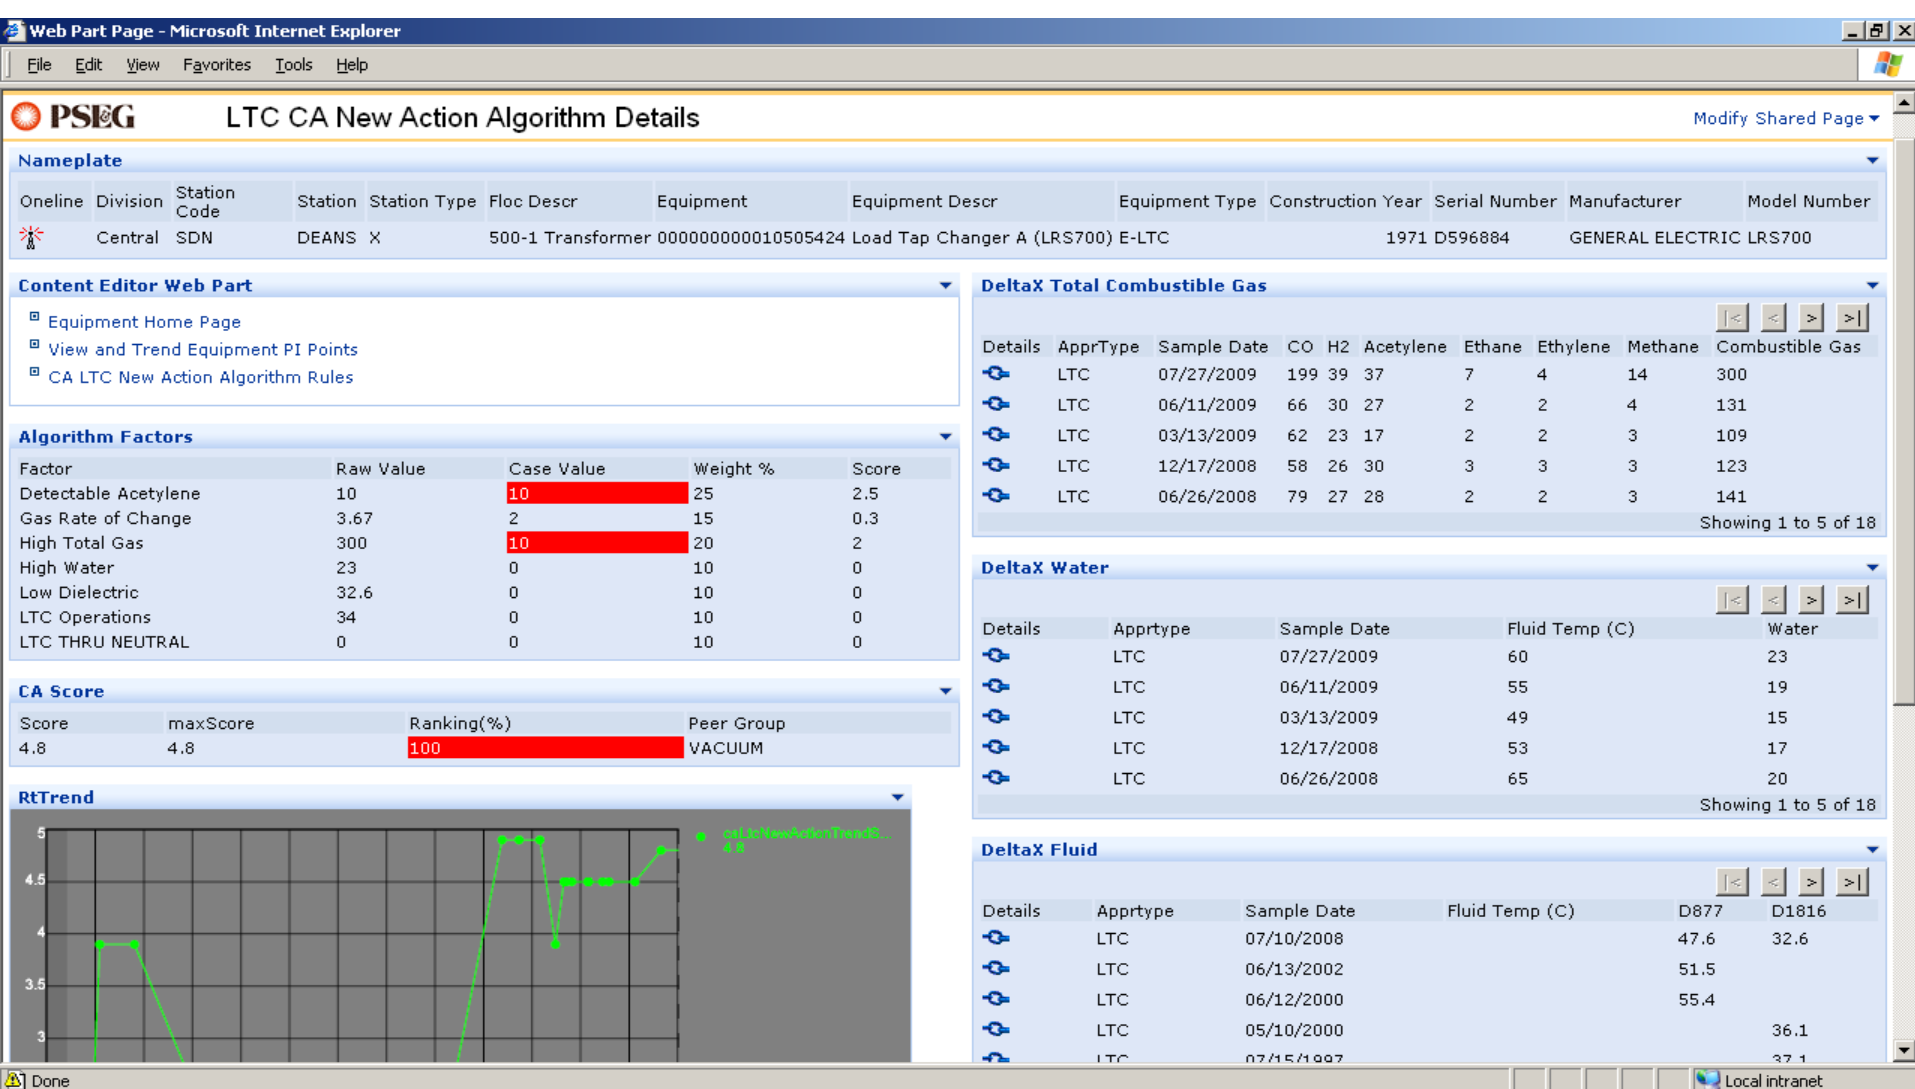 Web Part Page - Microsoft Internet Explorer
File Edit View Favorites Tools Help
PSEG LTC CA New Action Algorithm Details Modify Shared Page
Nameplate
Oneline Division Station Code Station Station Type Floc Descr Equipment Equipment Descr Equipment Type Construction Year Serial Number Manufacturer Model Number
Central SDN DEANS X 500-1 Transformer 000000000010505424 Load Tap Changer A (LRS700) E-LTC 1971 D596884 GENERAL ELECTRIC LRS700
Content Editor Web Part
Equipment Home Page
View and Trend Equipment PI Points
CA LTC New Action Algorithm Rules
Algorithm Factors
Factor Raw Value Case Value Weight % Score
Detectable Acetylene 10 10 25 2.5
Gas Rate of Change 3.67 2 15 0.3
High Total Gas 300 10 20 2
High Water 23 0 10 0
Low Dielectric 32.6 0 10 0
LTC Operations 34 0 10 0
LTC THRU NEUTRAL 0 0 10 0
CA Score
Score maxScore Ranking(%) Peer Group
4.8 4.8 100 VACUUM
RtTrend
5
4.5
4
3.5
3
caLtcNewActionTrendS...
4.8
DeltaX Total Combustible Gas
|< < > >|
Details ApprType Sample Date CO H2 Acetylene Ethane Ethylene Methane Combustible Gas
LTC 07/27/2009 199 39 37 7 4 14 300
LTC 06/11/2009 66 30 27 2 2 4 131
LTC 03/13/2009 62 23 17 2 2 3 109
LTC 12/17/2008 58 26 30 3 3 3 123
LTC 06/26/2008 79 27 28 2 2 3 141
Showing 1 to 5 of 18
DeltaX Water
|< < > >|
Details Apprtype Sample Date Fluid Temp (C) Water
LTC 07/27/2009 60 23
LTC 06/11/2009 55 19
LTC 03/13/2009 49 15
LTC 12/17/2008 53 17
LTC 06/26/2008 65 20
Showing 1 to 5 of 18
DeltaX Fluid
|< < > >|
Details Apprtype Sample Date Fluid Temp (C) D877 D1816
LTC 07/10/2008 47.6 32.6
LTC 06/13/2002 51.5
LTC 06/12/2000 55.4
LTC 05/10/2000 36.1
LTC 07/15/1997 37.1
Done Local intranet